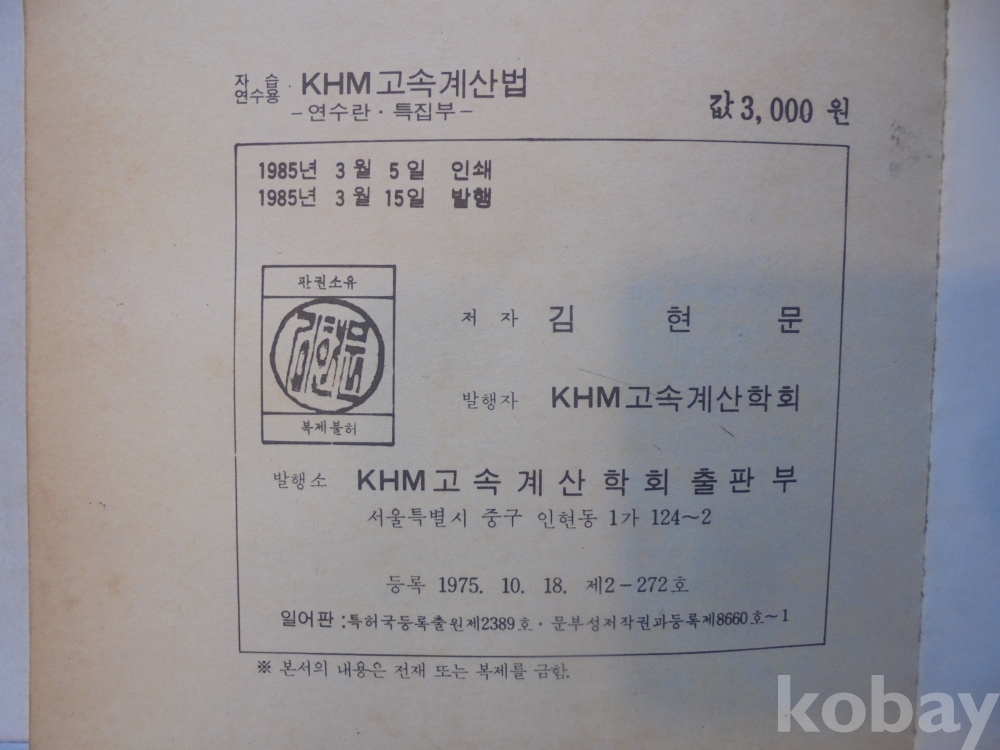 자습 연수용 KHM 고속계산법
-연수란·특집부-
값 3,000 원
1985년 3월 5일 인쇄
1985년 3월 15일 발행
판권소유
김현문
복제불허
저자 김현문
발행자 KHM고속계산학회
발행소 KHM고속계산학회출판부
서울특별시 중구 인현동 1가 124~2
등록 1975. 10. 18. 제2-272호
일어판:특허국등록출원제2389호·문부성저작권과등록제8660호~1
※ 본서의 내용은 전재 또는 복제를 금함.
kobay